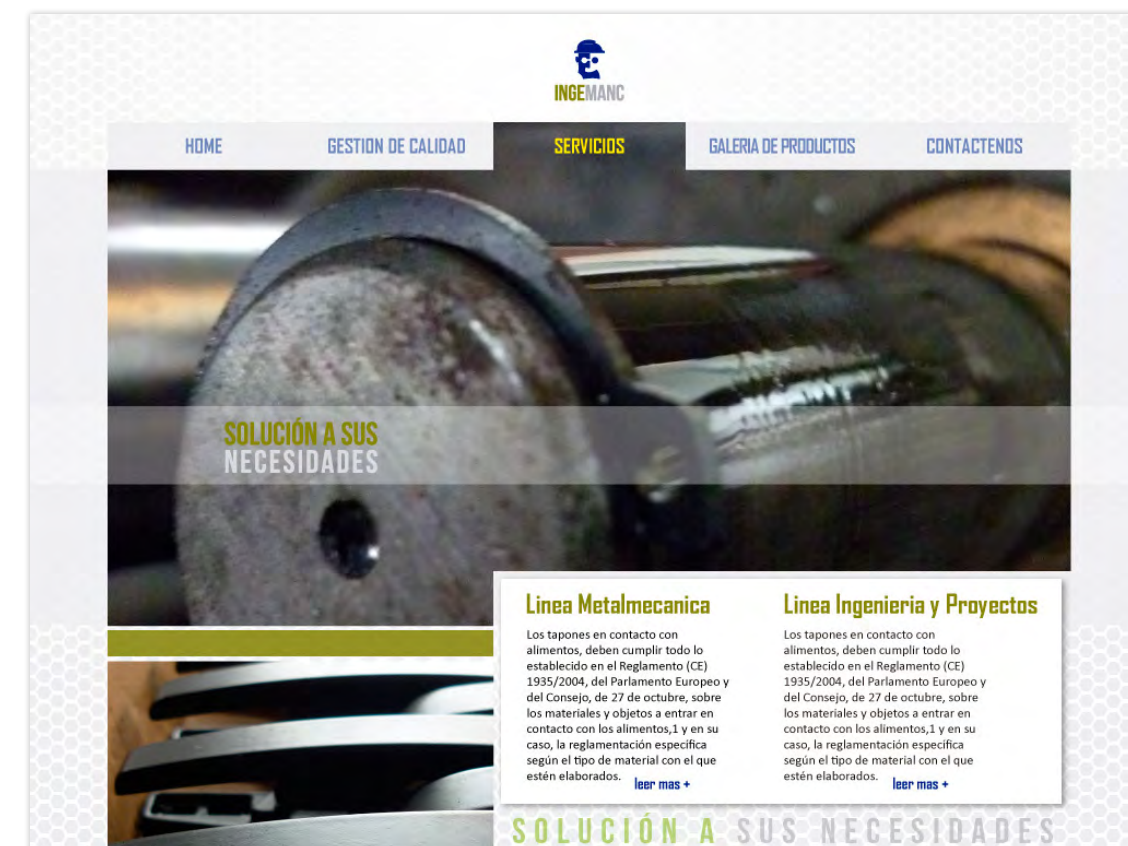 INGEMANC
HOME GESTION DE CALIDAD SERVICIOS GALERIA DE PRODUCTOS CONTACTENOS
SOLUCIÓN A SUS
NECESIDADES
Linea Metalmecanica
Los tapones en contacto con
alimentos, deben cumplir todo lo
establecido en el Reglamento (CE)
1935/2004, del Parlamento Europeo y
del Consejo, de 27 de octubre, sobre
los materiales y objetos a entrar en
contacto con los alimentos,1 y en su
caso, la reglamentación especifica
según el tipo de material con el que
estén elaborados.
leer mas +
Linea Ingenieria y Proyectos
Los tapones en contacto con
alimentos, deben cumplir todo lo
establecido en el Reglamento (CE)
1935/2004, del Parlamento Europeo y
del Consejo, de 27 de octubre, sobre
los materiales y objetos a entrar en
contacto con los alimentos,1 y en su
caso, la reglamentación especifica
según el tipo de material con el que
estén elaborados.
leer mas +
SOLUCIÓN A SUS NECESIDADES